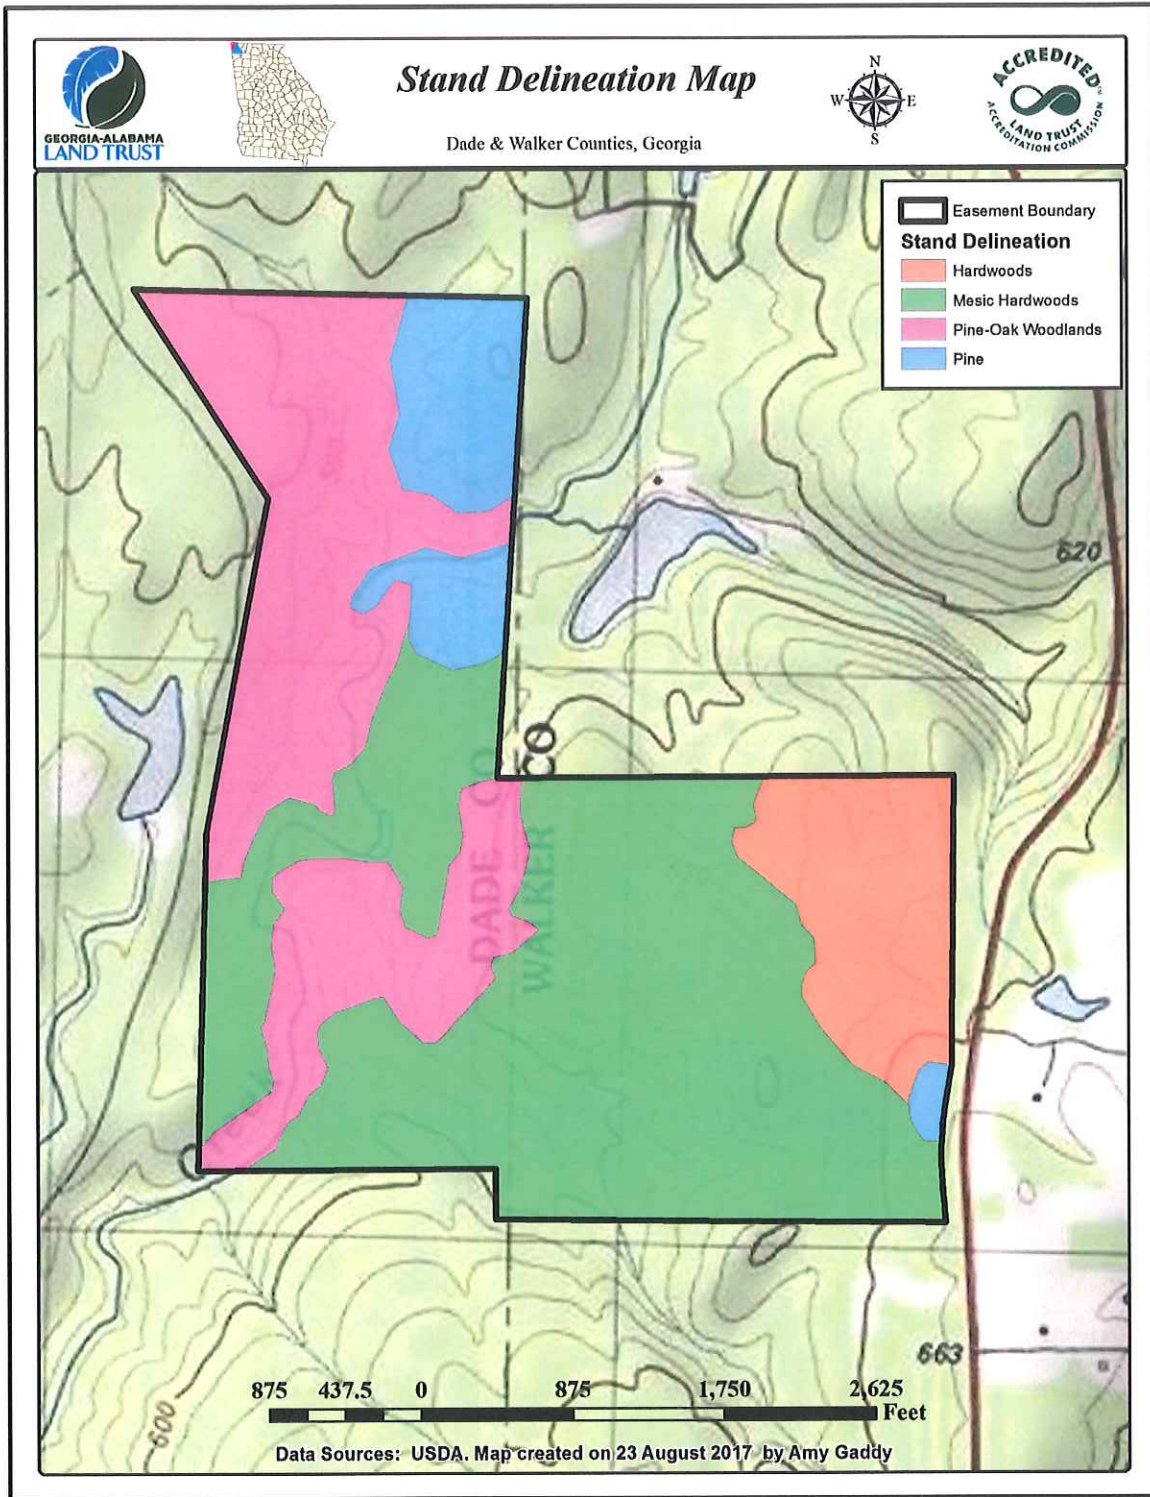 Stand Delineation Map
Dade & Walker Counties, Georgia
GEORGIA-ALABAMA
LAND TRUST
N
W E
S
ACCREDITED
LAND TRUST
ACCREDITATION COMMISSION
Easement Boundary
Stand Delineation
Hardwoods
Mesic Hardwoods
Pine-Oak Woodlands
Pine
620
CO
DADE CO
WALKER
663
600
875 437.5 0 875 1,750 2,625
Feet
Data Sources: USDA. Map created on 23 August 2017 by Amy Gaddy